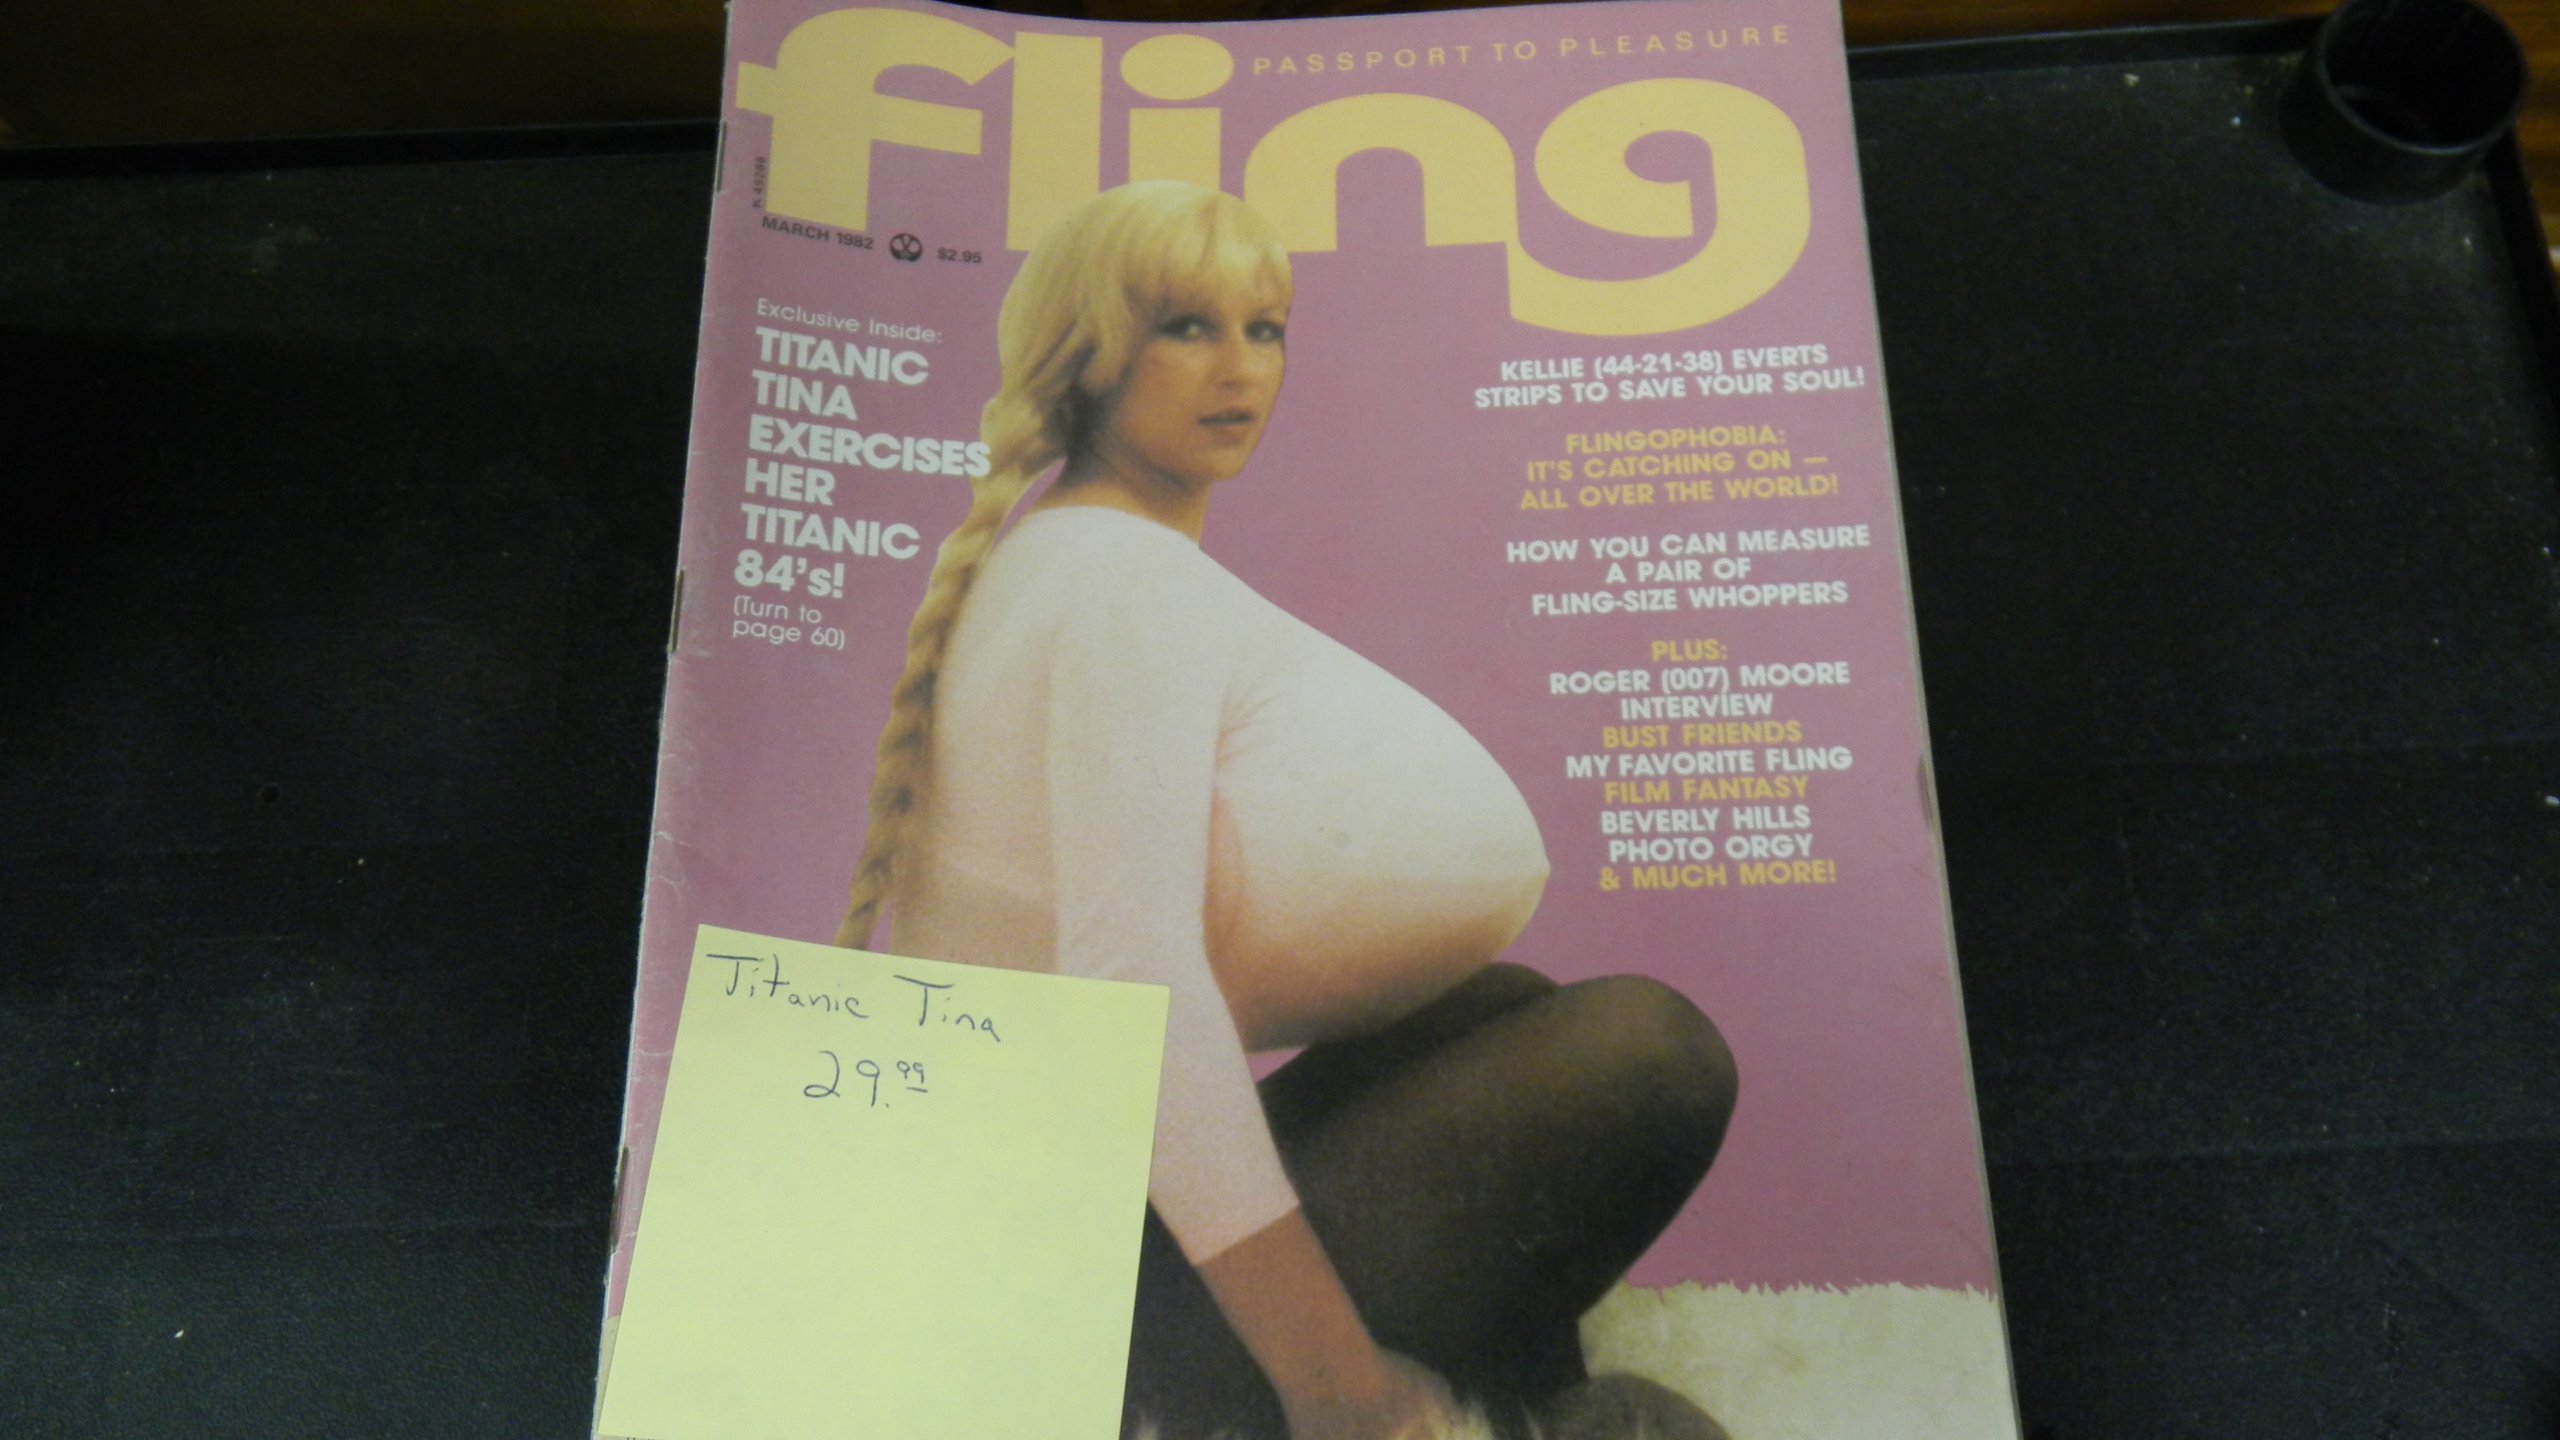 fling
PASSPORT TO PLEASURE
K 49288
MARCH 1982 $2.95
Exclusive Inside:
TITANIC
TINA
EXERCISES
HER
TITANIC
84's!
(Turn to
page 60)
KELLIE (44-21-38) EVERTS
STRIPS TO SAVE YOUR SOUL!
FLINGOPHOBIA:
IT'S CATCHING ON —
ALL OVER THE WORLD!
HOW YOU CAN MEASURE
A PAIR OF
FLING-SIZE WHOPPERS
PLUS:
ROGER (007) MOORE
INTERVIEW
BUST FRIENDS
MY FAVORITE FLING
FILM FANTASY
BEVERLY HILLS
PHOTO ORGY
& MUCH MORE!
Titanic Tina
29.99